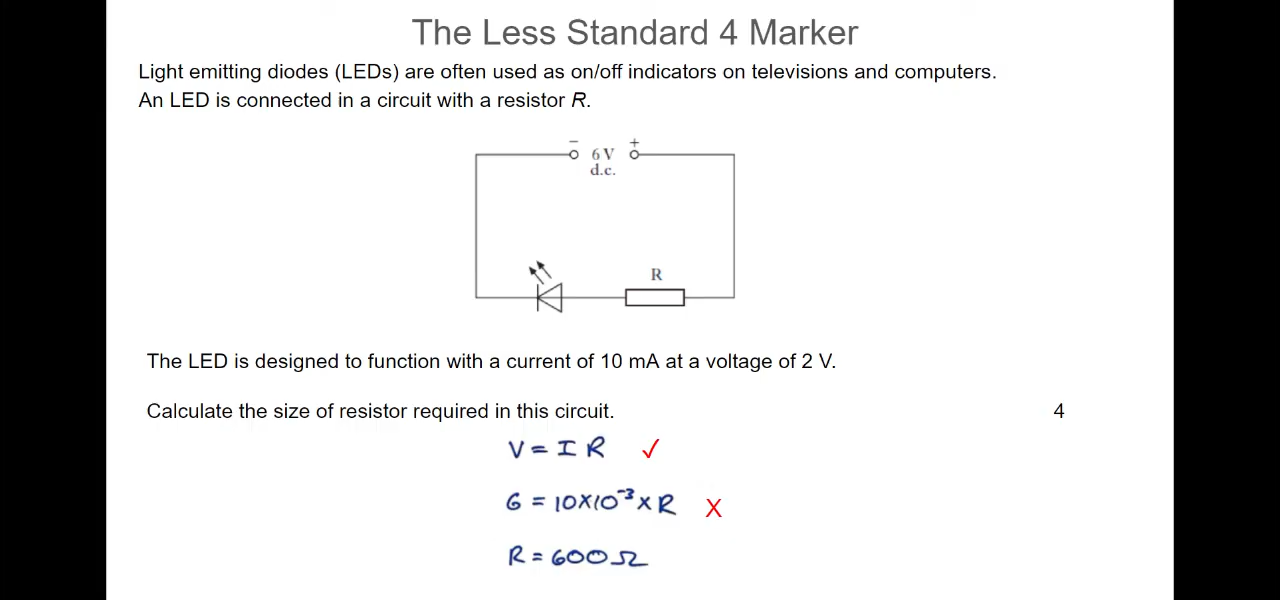 The Less Standard 4 Marker
Light emitting diodes (LEDs) are often used as on/off indicators on televisions and computers.
An LED is connected in a circuit with a resistor R.
− 6 V +
d.c.
R
The LED is designed to function with a current of 10 mA at a voltage of 2 V.
Calculate the size of resistor required in this circuit. 4
V = I R ✓
6 = 10×10⁻³ × R X
R = 600Ω